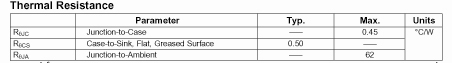 Thermal Resistance
Parameter Typ. Max. Units
RθJC Junction-to-Case — 0.45 °C/W
RθCS Case-to-Sink, Flat, Greased Surface 0.50 —
RθJA Junction-to-Ambient — 62